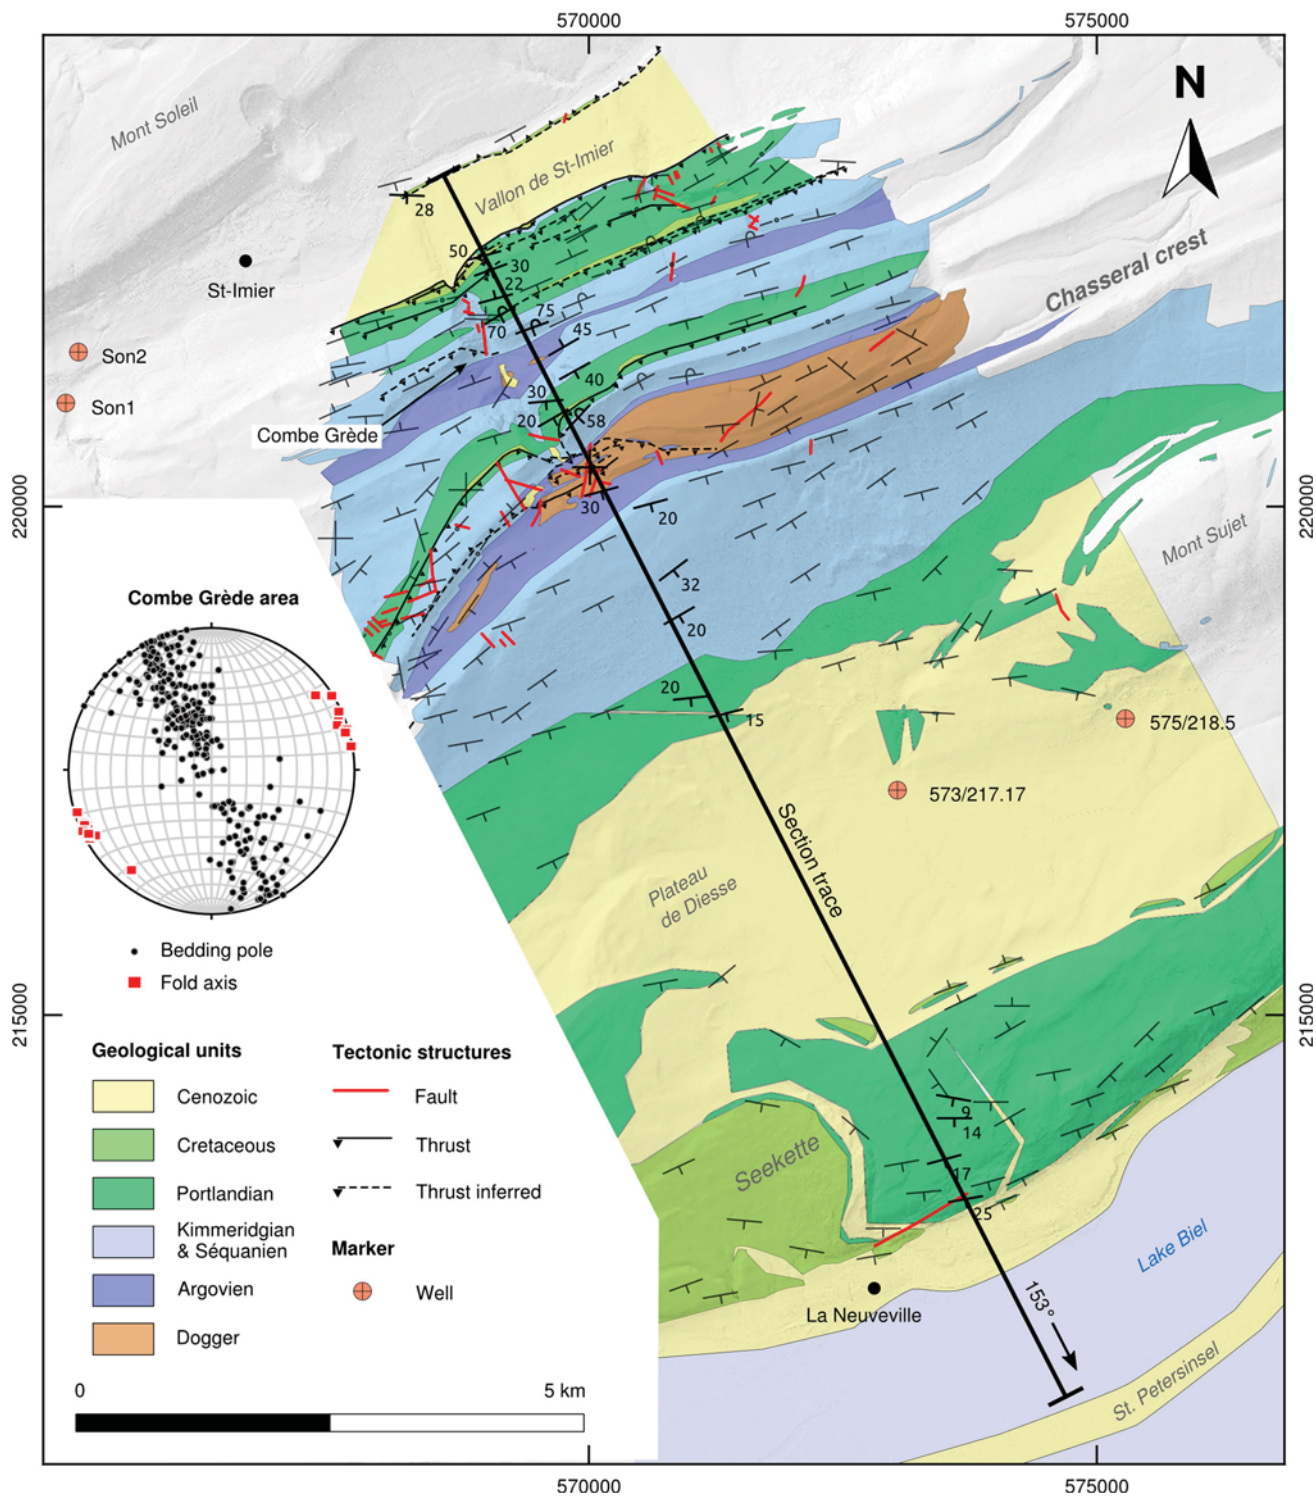 570000
575000
N
Mont Soleil
Vallon de St-Imier
28
St-Imier
50
30
22
70
75
45
Chasseral crest
Son2
Son1
Combe Grède
30
40
20
58
220000
220000
30
20
Mont Sujet
32
20
Combe Grède area
20
15
575/218.5
573/217.17
Section trace
Plateau
de Diesse
Bedding pole
Fold axis
215000
215000
Geological units
Cenozoic
Cretaceous
Portlandian
Kimmeridgian
& Séquanien
Argovien
Dogger
Tectonic structures
Fault
Thrust
Thrust inferred
Marker
Well
9
14
17
25
Seekette
Lake Biel
La Neuveville
153°
St. Petersinsel
0
5 km
570000
575000